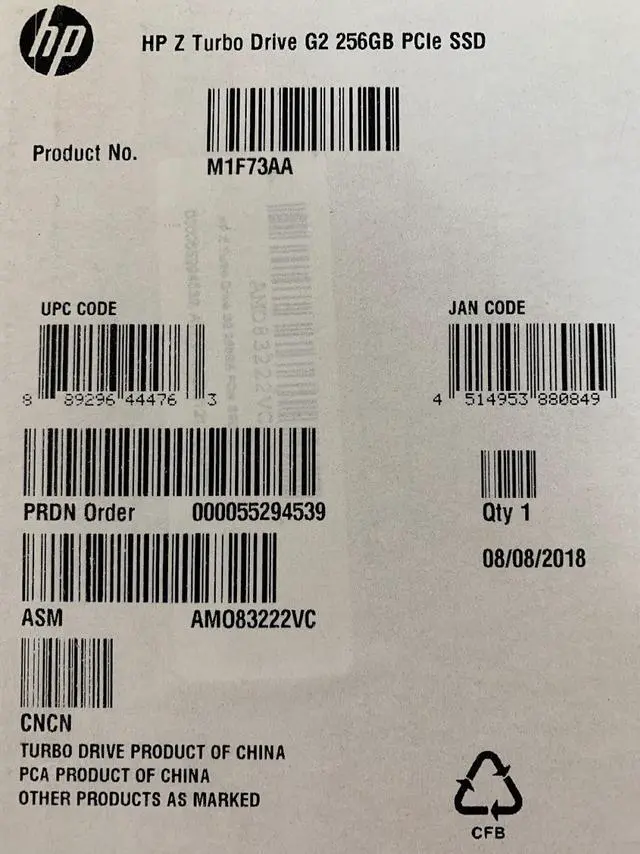 hp
HP Z Turbo Drive G2 256GB PCIe SSD
Product No.
M1F73AA
UPC CODE
8 89296 44476 3
JAN CODE
4 514953 880849
PRDN Order 000055294539
Qty 1
08/08/2018
ASM AMO83222VC
CNCN
TURBO DRIVE PRODUCT OF CHINA
PCA PRODUCT OF CHINA
OTHER PRODUCTS AS MARKED
CFB